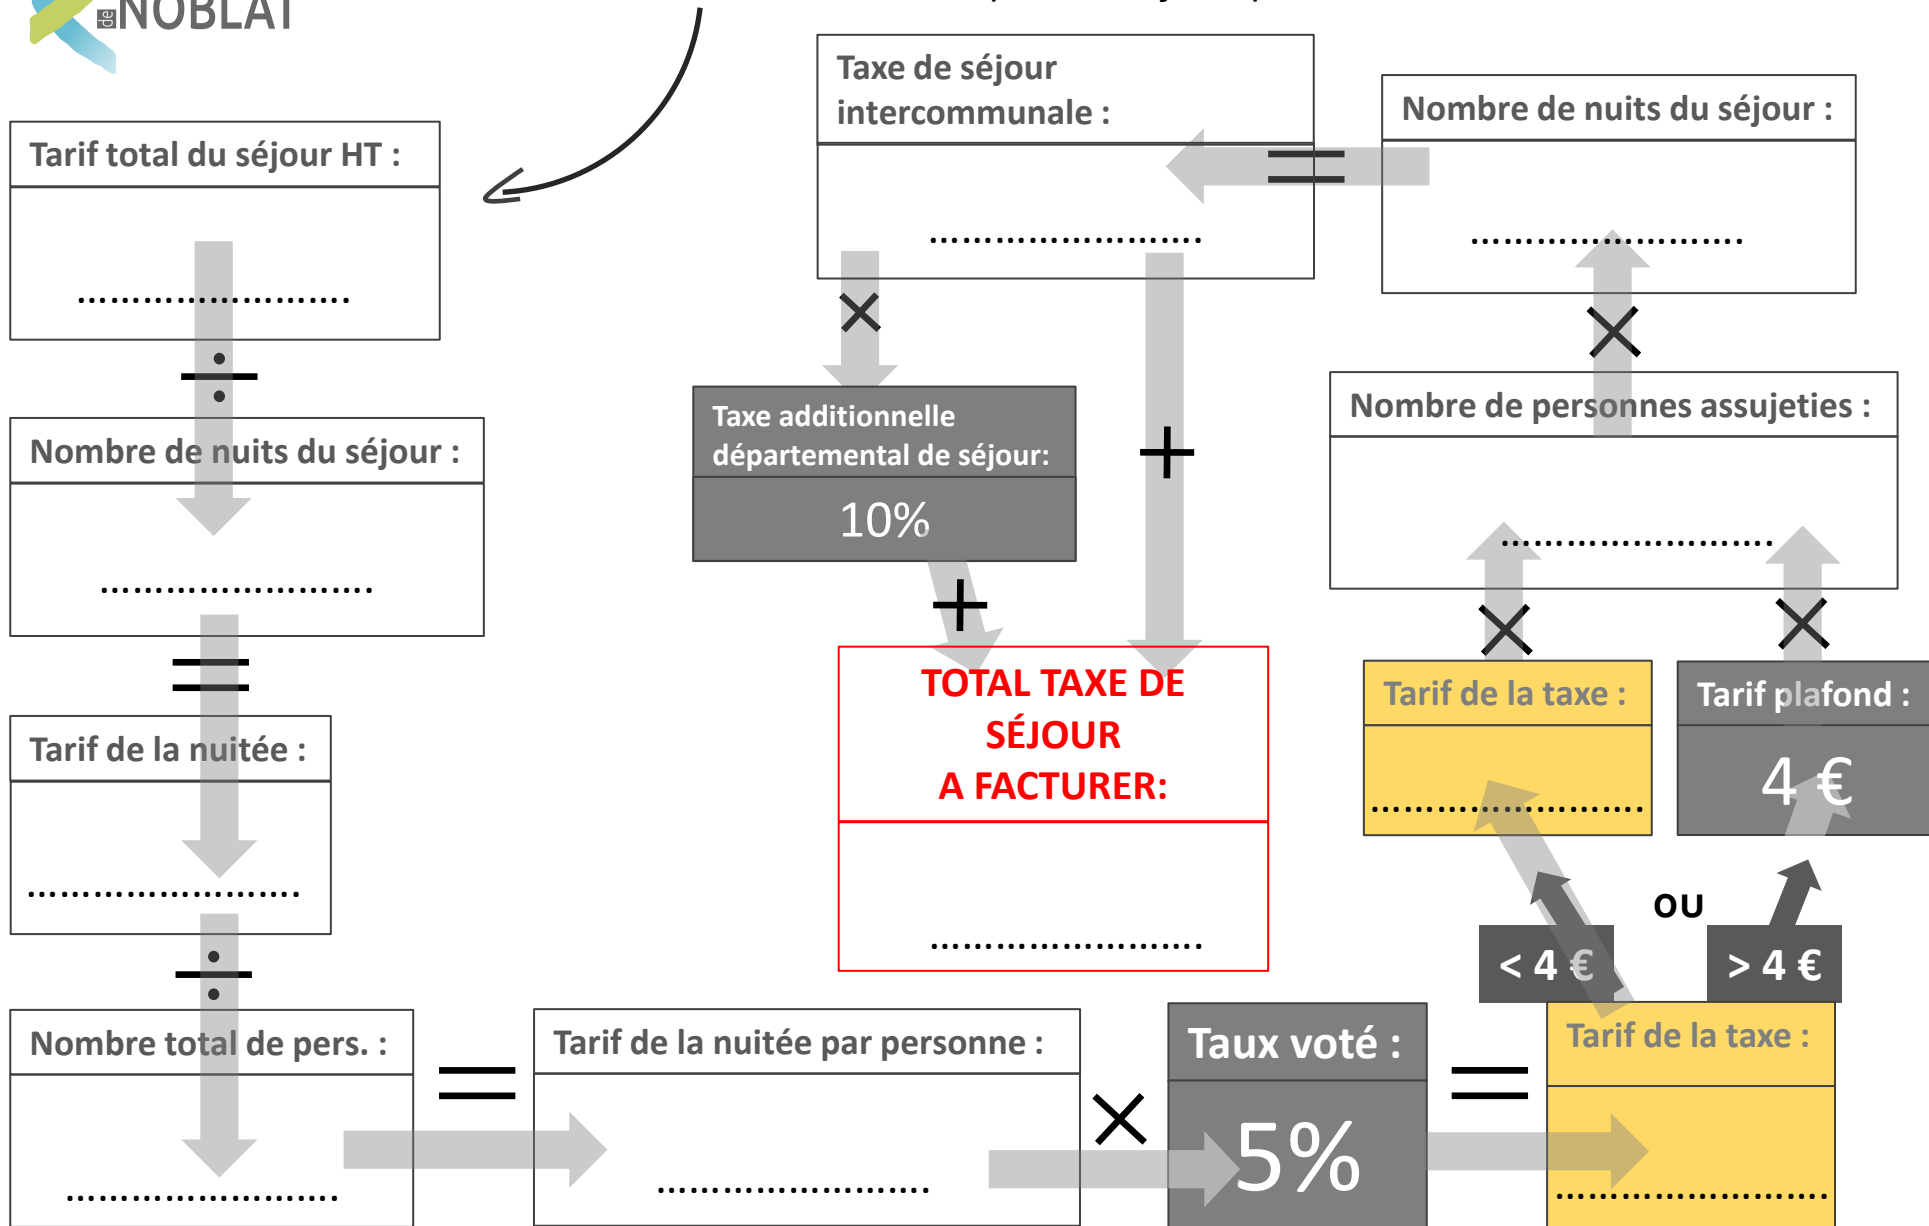 de NOBLAT
Tarif total du séjour HT :
........................
Nombre de nuits du séjour :
........................
Tarif de la nuitée :
........................
Nombre total de pers. :
........................
=
Tarif de la nuitée par personne :
........................
×
Taux voté :
5%
=
Tarif de la taxe :
........................
< 4 €
OU
> 4 €
Tarif de la taxe :
........................
Tarif plafond :
4 €
Nombre de personnes assujeties :
........................
Nombre de nuits du séjour :
........................
Taxe de séjour
intercommunale :
........................
Taxe additionnelle
départemental de séjour:
10%
TOTAL TAXE DE
SÉJOUR
A FACTURER:
........................